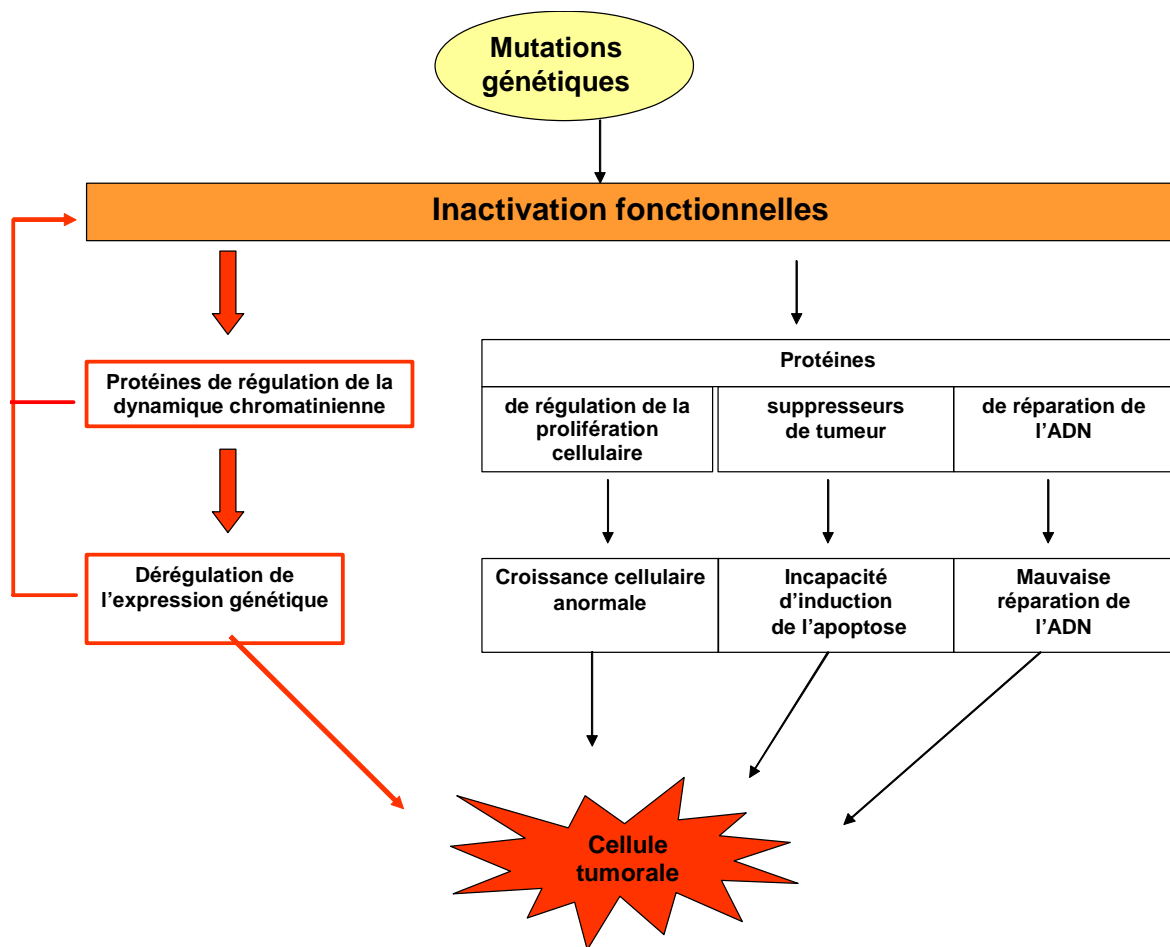 Mutations
génétiques
Inactivation fonctionnelles
Protéines de régulation de la
dynamique chromatinienne
Protéines
de régulation de la
prolifération
cellulaire
suppresseurs
de tumeur
de réparation de
l’ADN
Dérégulation de
l’expression génétique
Croissance cellulaire
anormale
Incapacité
d’induction
de l’apoptose
Mauvaise
réparation de
l’ADN
Cellule
tumorale